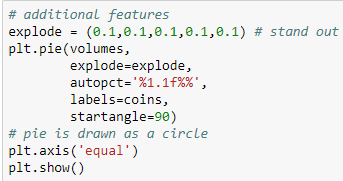 # additional features
explode = (0.1,0.1,0.1,0.1,0.1) # stand out
plt.pie(volumes,
        explode=explode,
        autopct='%1.1f%%',
        labels=coins,
        startangle=90)
# pie is drawn as a circle
plt.axis('equal')
plt.show()